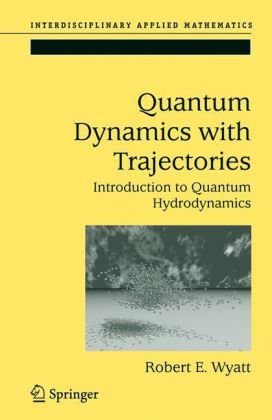 INTERDISCIPLINARY APPLIED MATHEMATICS
Quantum
Dynamics with
Trajectories
Introduction to Quantum
Hydrodynamics
Robert E. Wyatt
Springer